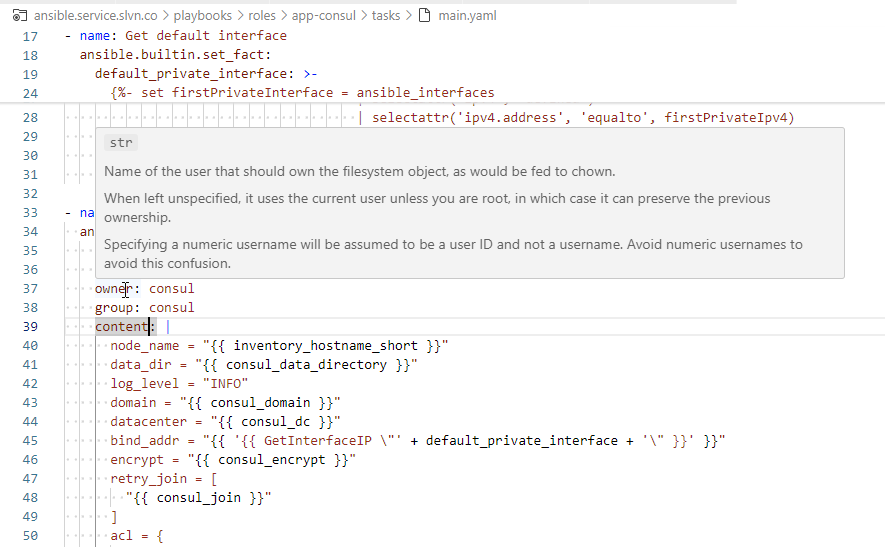 ansible.service.slvn.co > playbooks > roles > app-consul > tasks > main.yaml
17 - name: Get default interface
18 ansible.builtin.set_fact:
19 default_private_interface: >-
24 {%- set firstPrivateInterface = ansible_interfaces
28 | selectattr('ipv4.address', 'equalto', firstPrivateIpv4)
29
str
30
Name of the user that should own the filesystem object, as would be fed to chown.
31
When left unspecified, it uses the current user unless you are root, in which case it can preserve the previous
32
ownership.
33 - na
34 an
Specifying a numeric username will be assumed to be a user ID and not a username. Avoid numeric usernames to
35
avoid this confusion.
36
37 owner: consul
38 group: consul
39 content: |
40 node_name = "{{ inventory_hostname_short }}"
41 data_dir = "{{ consul_data_directory }}"
42 log_level = "INFO"
43 domain = "{{ consul_domain }}"
44 datacenter = "{{ consul_dc }}"
45 bind_addr = "{{ '{{ GetInterfaceIP \"' + default_private_interface + '\" }}' }}"
46 encrypt = "{{ consul_encrypt }}"
47 retry_join = [
48 "{{ consul_join }}"
49 ]
50 acl = {